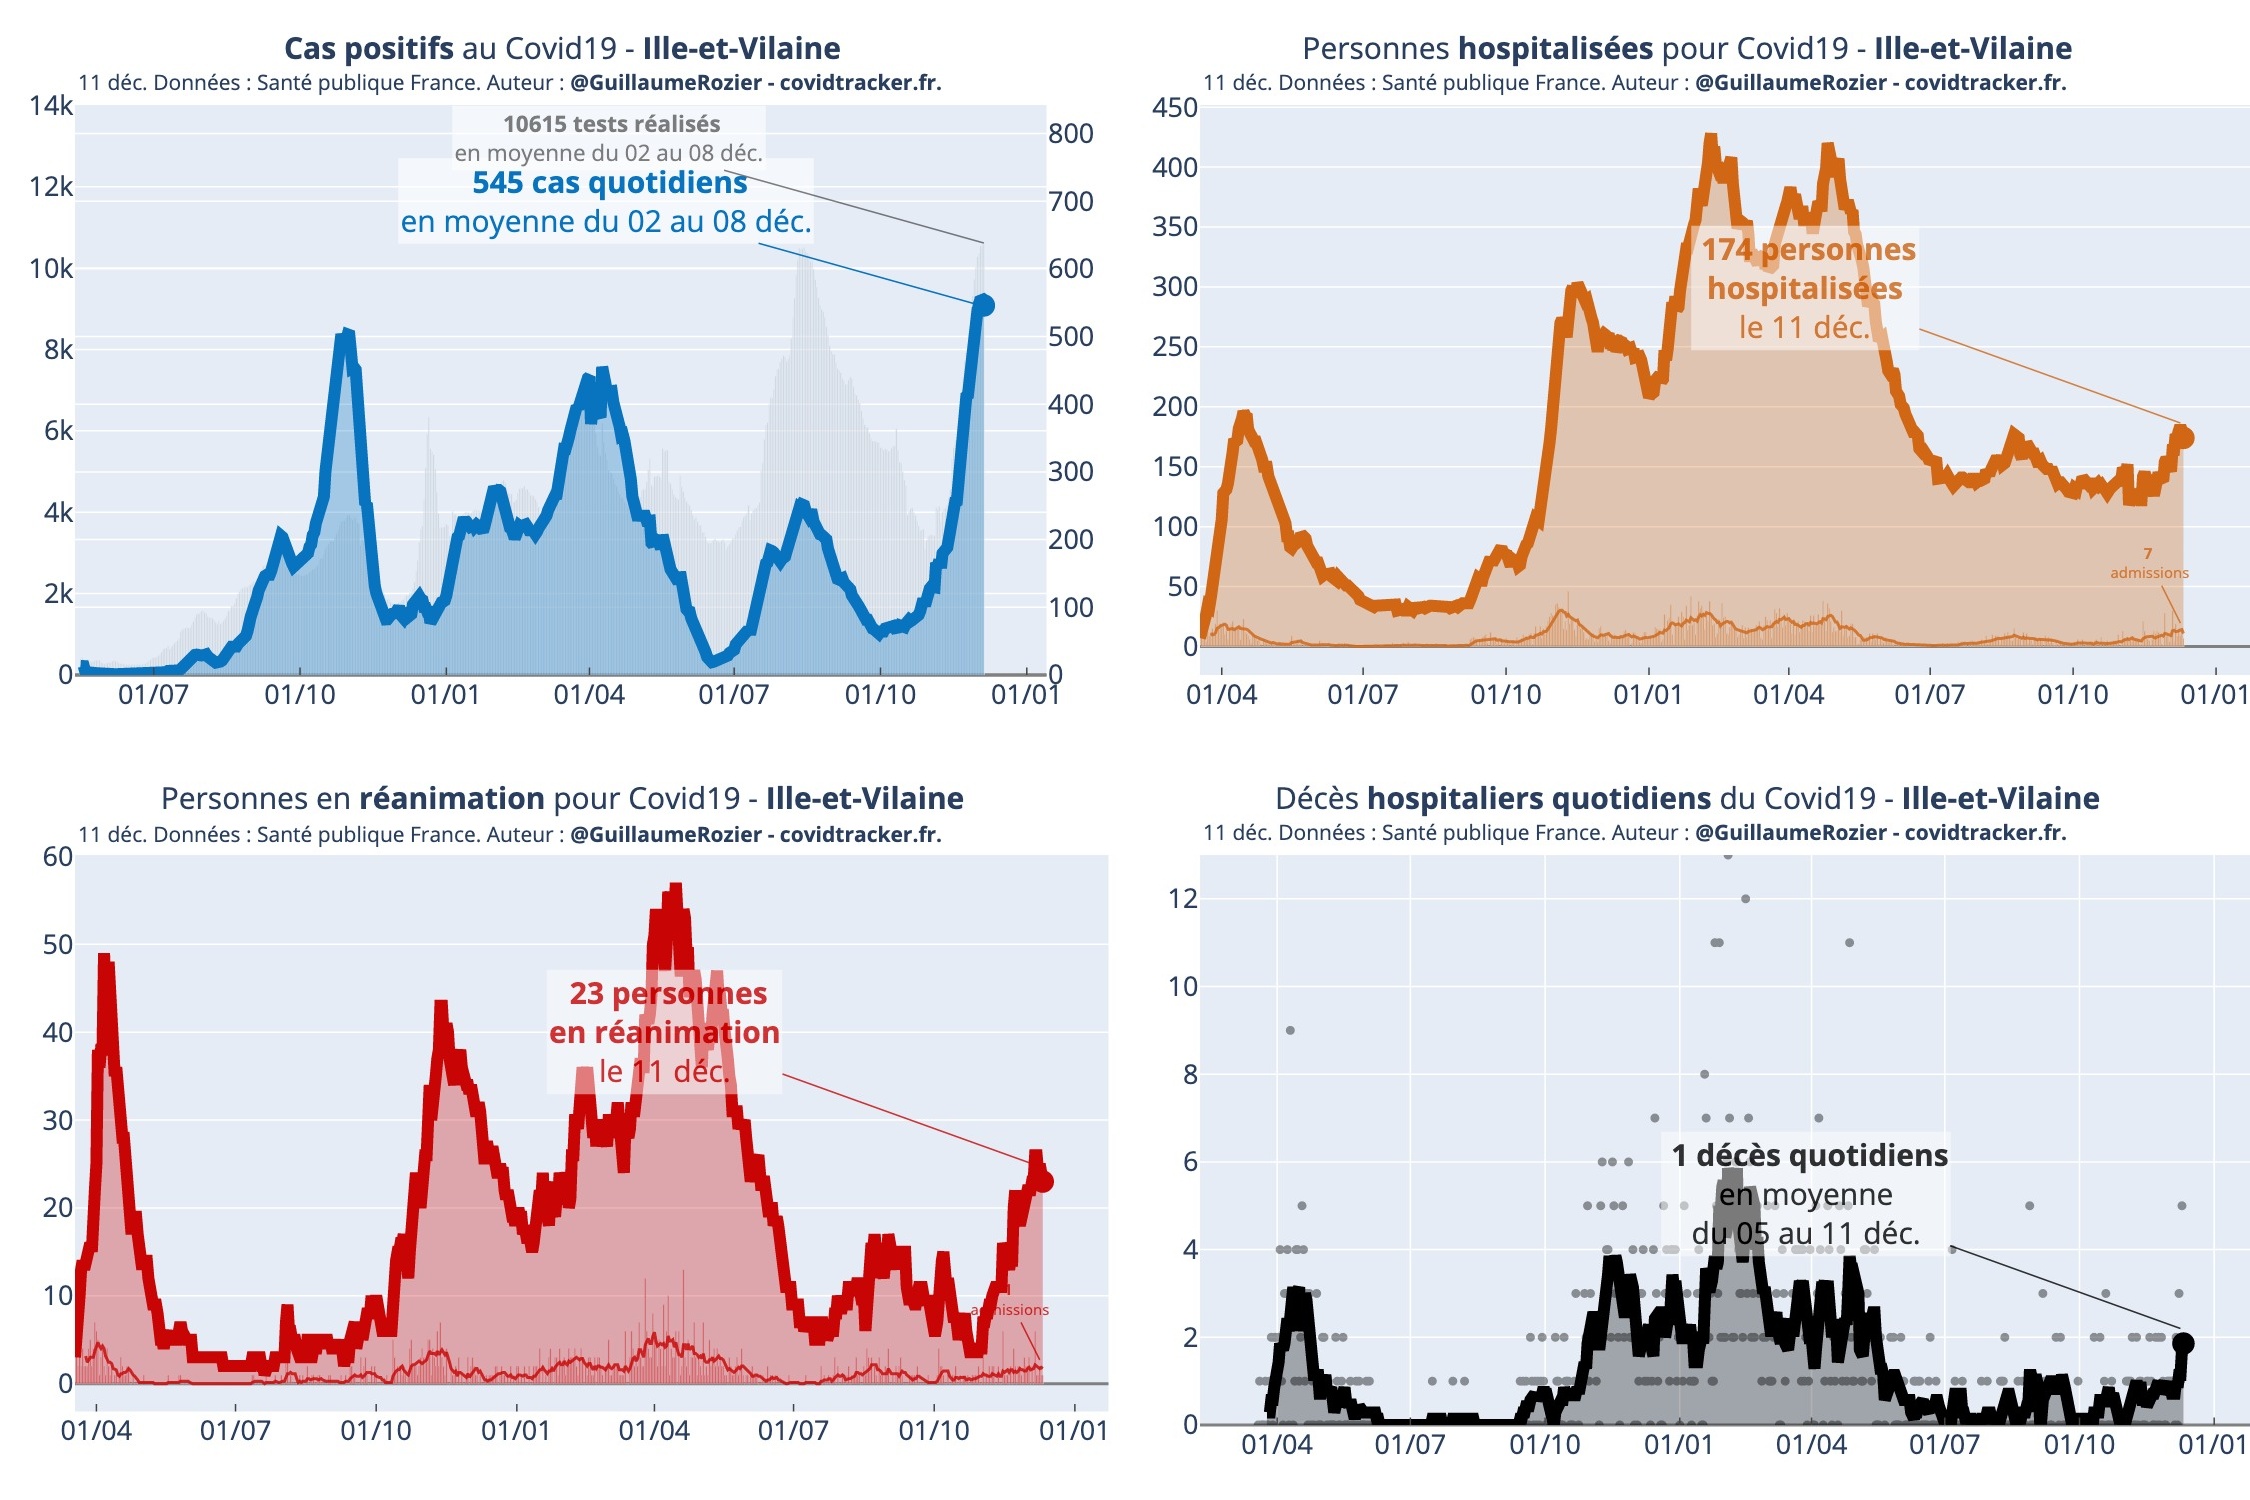 Cas positifs au Covid19 - Ille-et-Vilaine
11 déc. Données : Santé publique France. Auteur : @GuillaumeRozier - covidtracker.fr.
14k
12k
10k
8k
6k
4k
2k
0
800
700
600
500
400
300
200
100
0
10615 tests réalisés
en moyenne du 02 au 08 déc.
545 cas quotidiens
en moyenne du 02 au 08 déc.
01/07 01/10 01/01 01/04 01/07 01/10 01/01
Personnes hospitalisées pour Covid19 - Ille-et-Vilaine
11 déc. Données : Santé publique France. Auteur : @GuillaumeRozier - covidtracker.fr.
450
400
350
300
250
200
150
100
50
0
174 personnes
hospitalisées
le 11 déc.
7
admissions
01/04 01/07 01/10 01/01 01/04 01/07 01/10 01/01
Personnes en réanimation pour Covid19 - Ille-et-Vilaine
11 déc. Données : Santé publique France. Auteur : @GuillaumeRozier - covidtracker.fr.
60
50
40
30
20
10
0
23 personnes
en réanimation
le 11 déc.
admissions
01/04 01/07 01/10 01/01 01/04 01/07 01/10 01/01
Décès hospitaliers quotidiens du Covid19 - Ille-et-Vilaine
11 déc. Données : Santé publique France. Auteur : @GuillaumeRozier - covidtracker.fr.
12
10
8
6
4
2
0
1 décès quotidiens
en moyenne
du 05 au 11 déc.
01/04 01/07 01/10 01/01 01/04 01/07 01/10 01/01